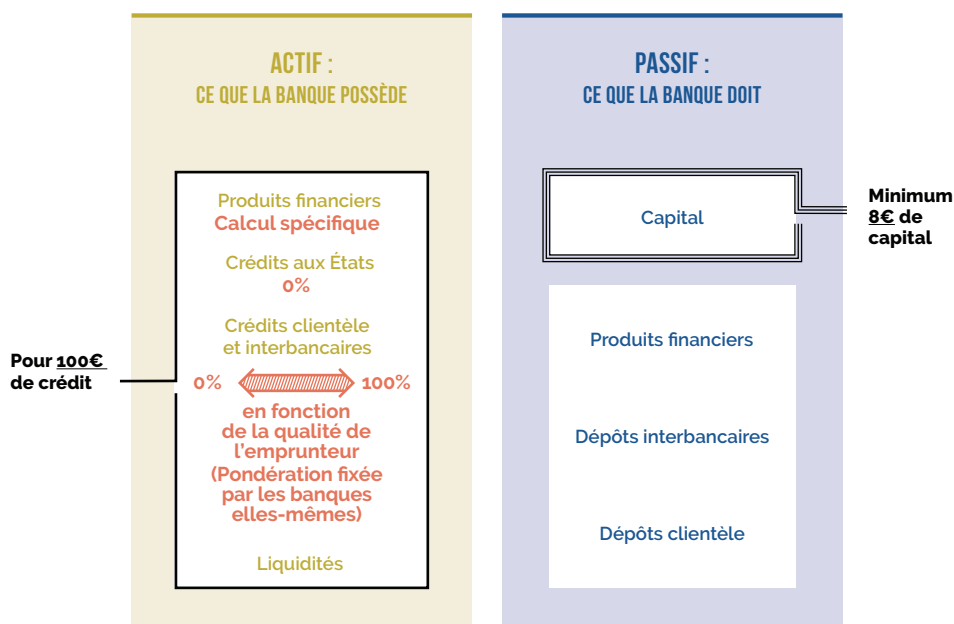 ACTIF :
CE QUE LA BANQUE POSSÈDE
Produits financiers
Calcul spécifique
Crédits aux États
0%
Crédits clientèle
et interbancaires
0% 100%
en fonction
de la qualité de
l'emprunteur
(Pondération fixée
par les banques
elles-mêmes)
Liquidités
Pour 100€
de crédit
PASSIF :
CE QUE LA BANQUE DOIT
Capital
Produits financiers
Dépôts interbancaires
Dépôts clientèle
Minimum
8€ de
capital